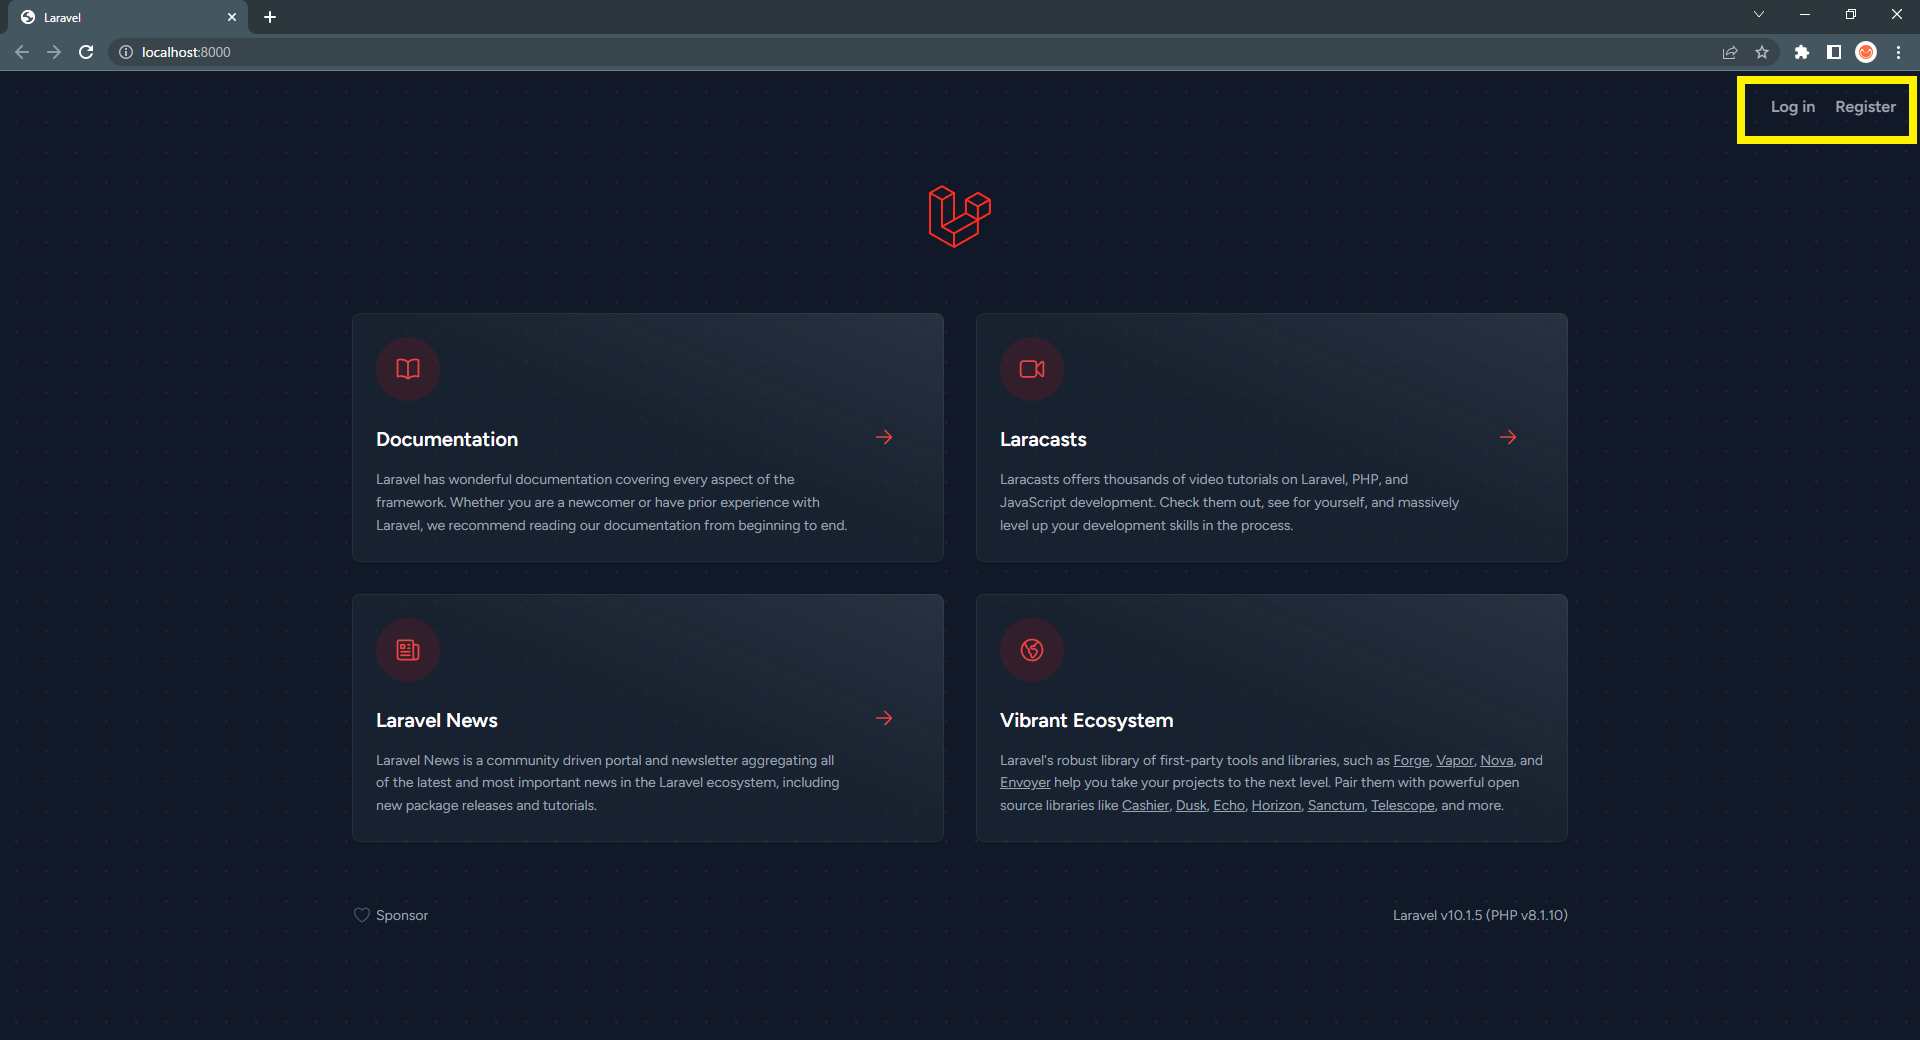 Laravel
localhost:8000
Log in Register
Documentation
Laravel has wonderful documentation covering every aspect of the
framework. Whether you are a newcomer or have prior experience with
Laravel, we recommend reading our documentation from beginning to end.
Laracasts
Laracasts offers thousands of video tutorials on Laravel, PHP, and
JavaScript development. Check them out, see for yourself, and massively
level up your development skills in the process.
Laravel News
Laravel News is a community driven portal and newsletter aggregating all
of the latest and most important news in the Laravel ecosystem, including
new package releases and tutorials.
Vibrant Ecosystem
Laravel's robust library of first-party tools and libraries, such as Forge, Vapor, Nova, and
Envoyer help you take your projects to the next level. Pair them with powerful open
source libraries like Cashier, Dusk, Echo, Horizon, Sanctum, Telescope, and more.
Sponsor
Laravel v10.1.5 (PHP v8.1.10)